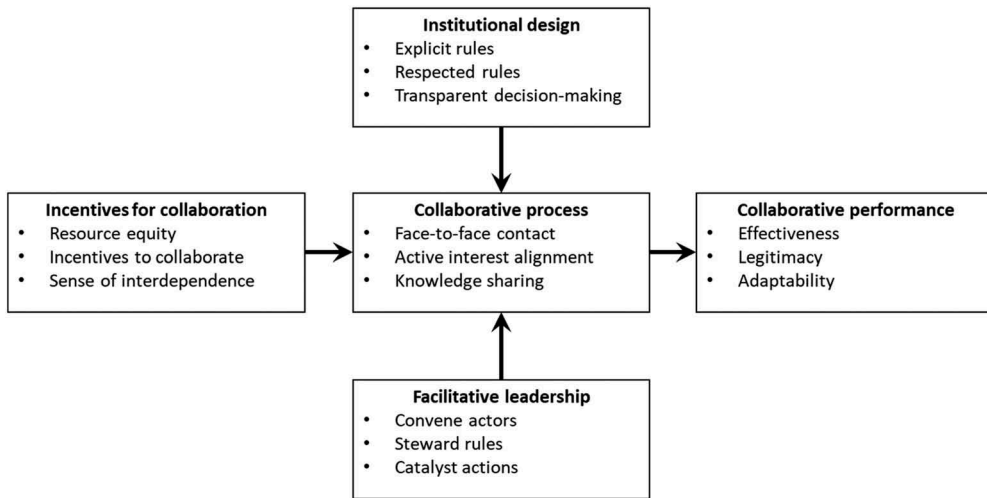 Institutional design
• Explicit rules
• Respected rules
• Transparent decision-making
Incentives for collaboration
• Resource equity
• Incentives to collaborate
• Sense of interdependence
Collaborative process
• Face-to-face contact
• Active interest alignment
• Knowledge sharing
Collaborative performance
• Effectiveness
• Legitimacy
• Adaptability
Facilitative leadership
• Convene actors
• Steward rules
• Catalyst actions